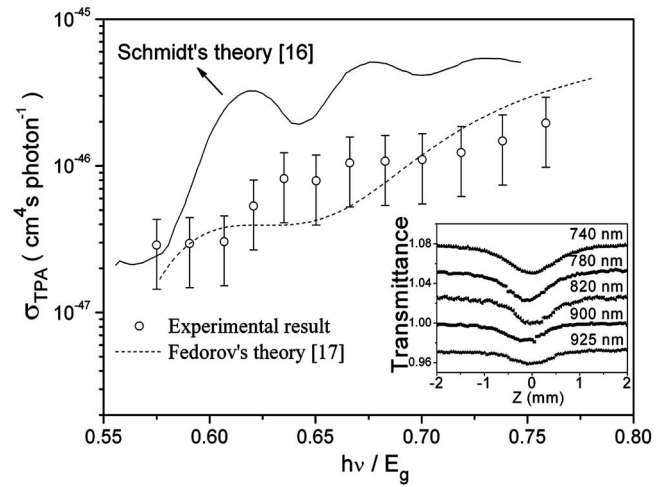 10⁻⁴⁵
Schmidt's theory [16]
10⁻⁴⁶
10⁻⁴⁷
σTPA ( cm⁴s photon⁻¹)
Experimental result
Fedorov's theory [17]
0.55 0.60 0.65 0.70 0.75 0.80
hν / Eg
Transmittance
1.08
1.04
1.00
0.96
740 nm
780 nm
820 nm
900 nm
925 nm
-2 -1 0 1 2
Z (mm)